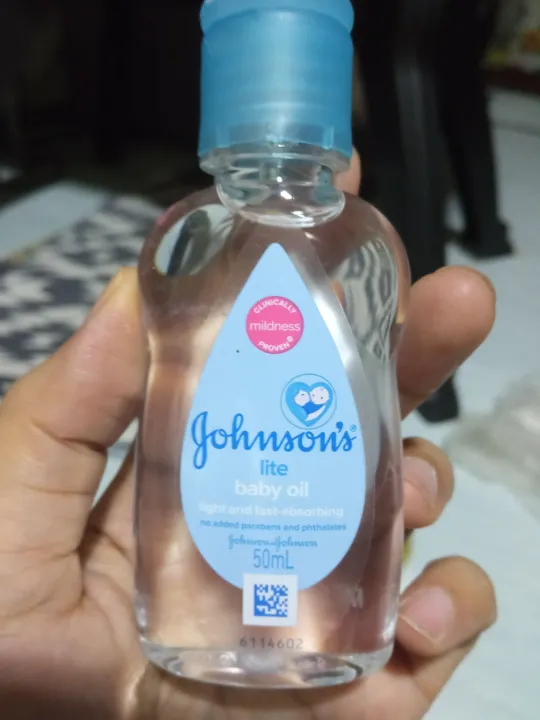 CLINICALLY
mildness
PROVEN®
Johnson's®
lite
baby oil
light and fast-absorbing
no added parabens and phthalates
Johnson & Johnson
50mL
6114602